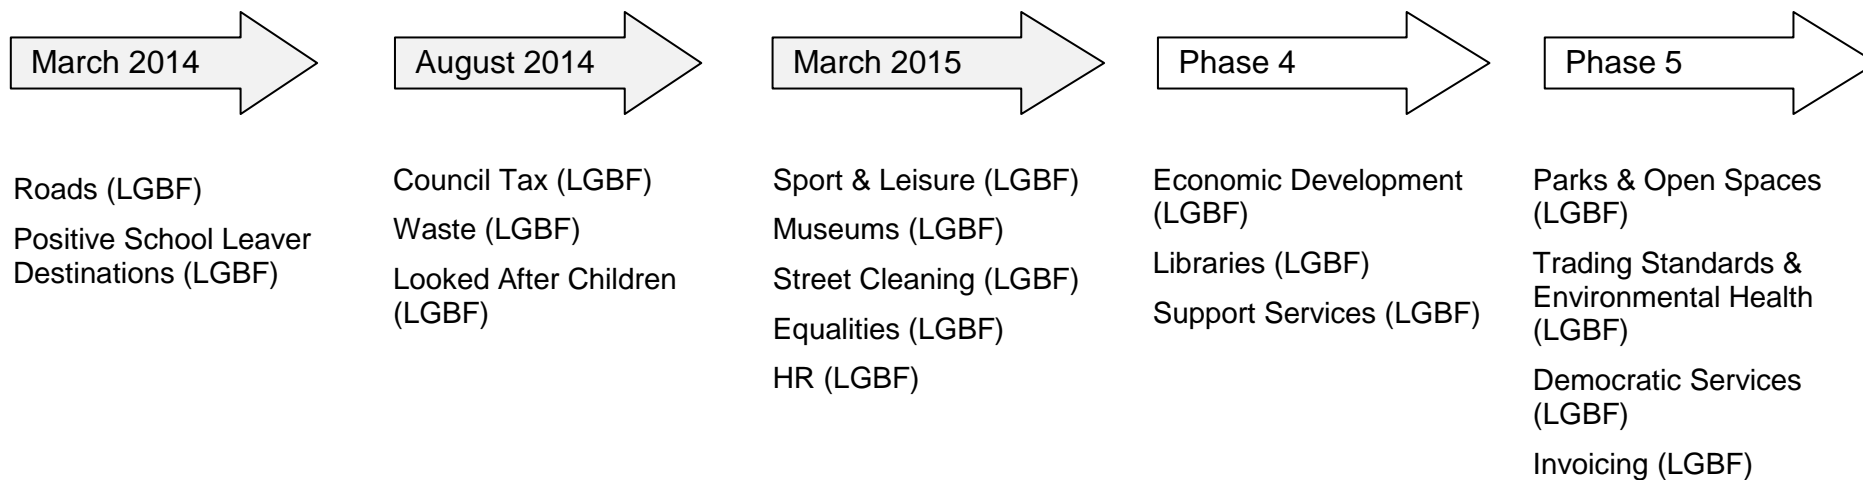 March 2014
August 2014
March 2015
Phase 4
Phase 5
Roads (LGBF)
Positive School Leaver
Destinations (LGBF)
Council Tax (LGBF)
Waste (LGBF)
Looked After Children
(LGBF)
Sport & Leisure (LGBF)
Museums (LGBF)
Street Cleaning (LGBF)
Equalities (LGBF)
HR (LGBF)
Economic Development
(LGBF)
Libraries (LGBF)
Support Services (LGBF)
Parks & Open Spaces
(LGBF)
Trading Standards &
Environmental Health
(LGBF)
Democratic Services
(LGBF)
Invoicing (LGBF)